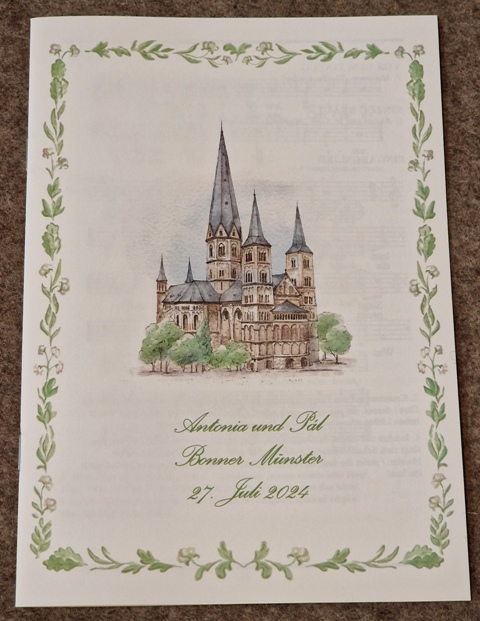 Antonia und Pál
Bonner Münster
27. Juli 2024